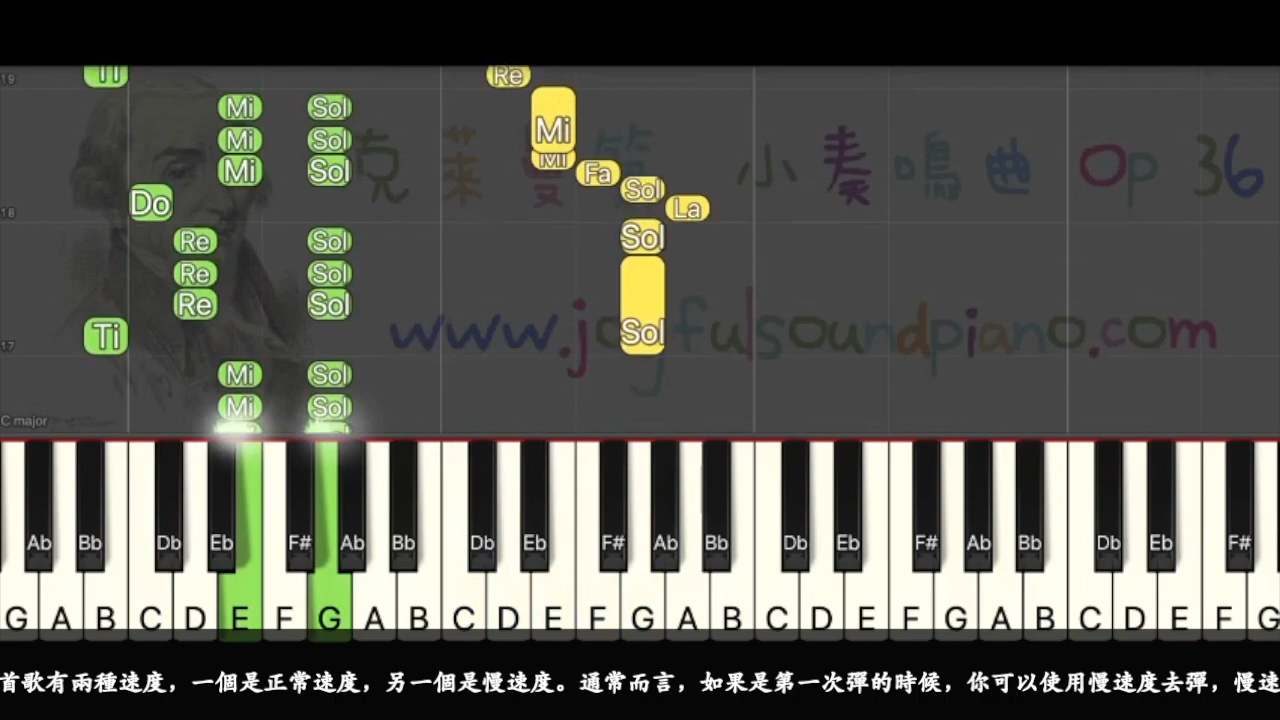 19 Ti Re
Mi Sol Mi
Mi Sol Mi
Mi Sol Fa
克萊曼第 小奏鳴曲 Op 36
Do Sol La
18
Re Sol Sol
Re Sol
Re Sol Sol
Ti
www.joyfulsoundpiano.com
17
Mi Sol
Mi Sol
C major
Ab Bb Db Eb F# Ab Bb Db Eb F# Ab Bb Db Eb F# Ab Bb Db Eb F#
G A B C D E F G A B C D E F G A B C D E F G A B C D E F G
首歌有兩種速度，一個是正常速度，另一個是慢速度。通常而言，如果是第一次彈的時候，你可以使用慢速度去彈，慢速